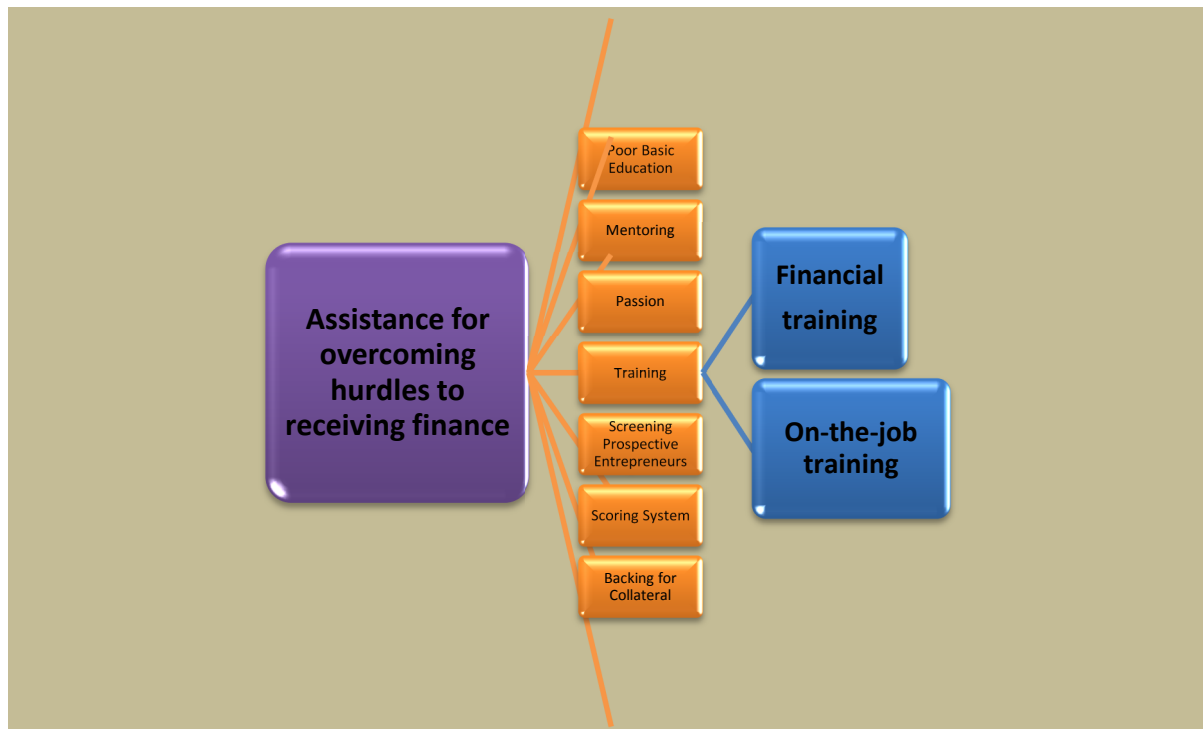 Assistance for
overcoming
hurdles to
receiving finance
Poor Basic
Education
Mentoring
Passion
Training
Screening
Prospective
Entrepreneurs
Scoring System
Backing for
Collateral
Financial
training
On-the-job
training